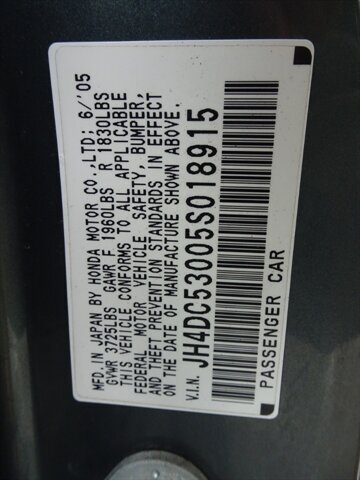 MFD. IN JAPAN BY HONDA MOTOR CO.,LTD; 6/'05
GVWR 3725LBS GAWR F 1960LBS R 1830LBS
THIS VEHICLE CONFORMS TO ALL APPLICABLE
FEDERAL MOTOR VEHICLE SAFETY, BUMPER,
AND THEFT PREVENTION STANDARDS IN EFFECT
ON THE DATE OF MANUFACTURE SHOWN ABOVE.
V.I.N. JH4DC53005S018915
PASSENGER CAR